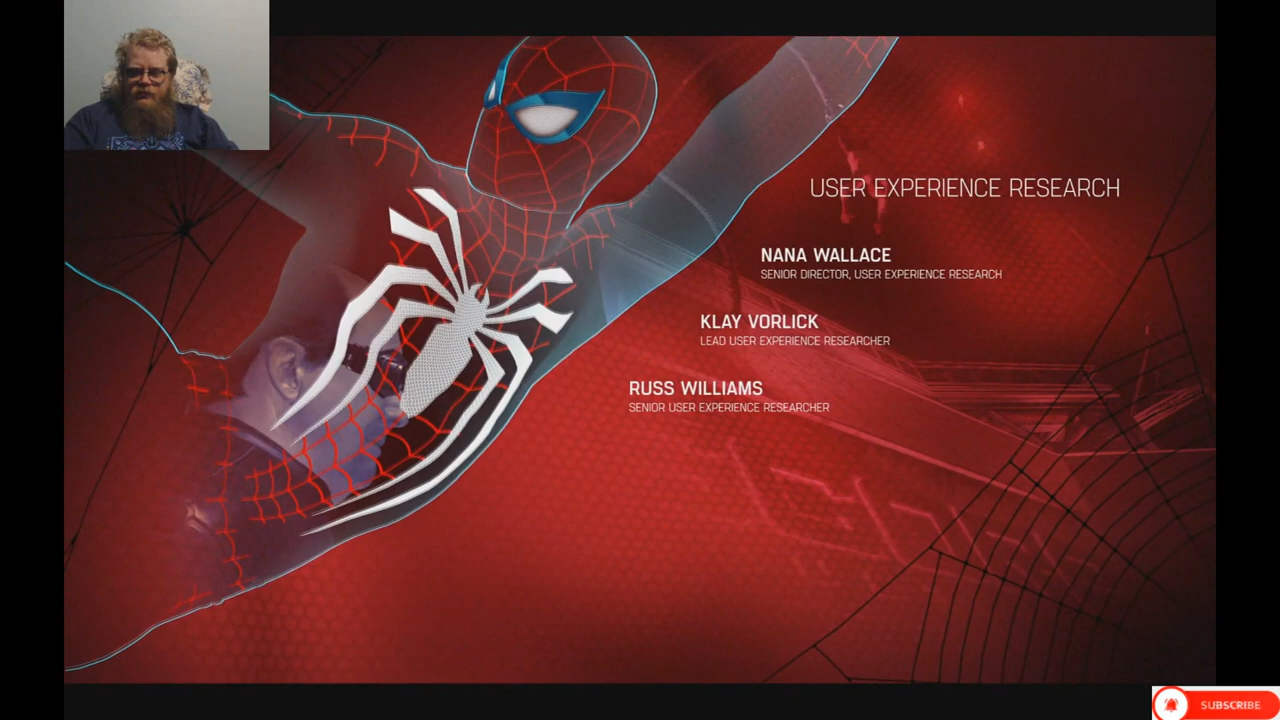 USER EXPERIENCE RESEARCH
NANA WALLACE
SENIOR DIRECTOR, USER EXPERIENCE RESEARCH
KLAY VORLICK
LEAD USER EXPERIENCE RESEARCHER
RUSS WILLIAMS
SENIOR USER EXPERIENCE RESEARCHER
SUBSCRIBE